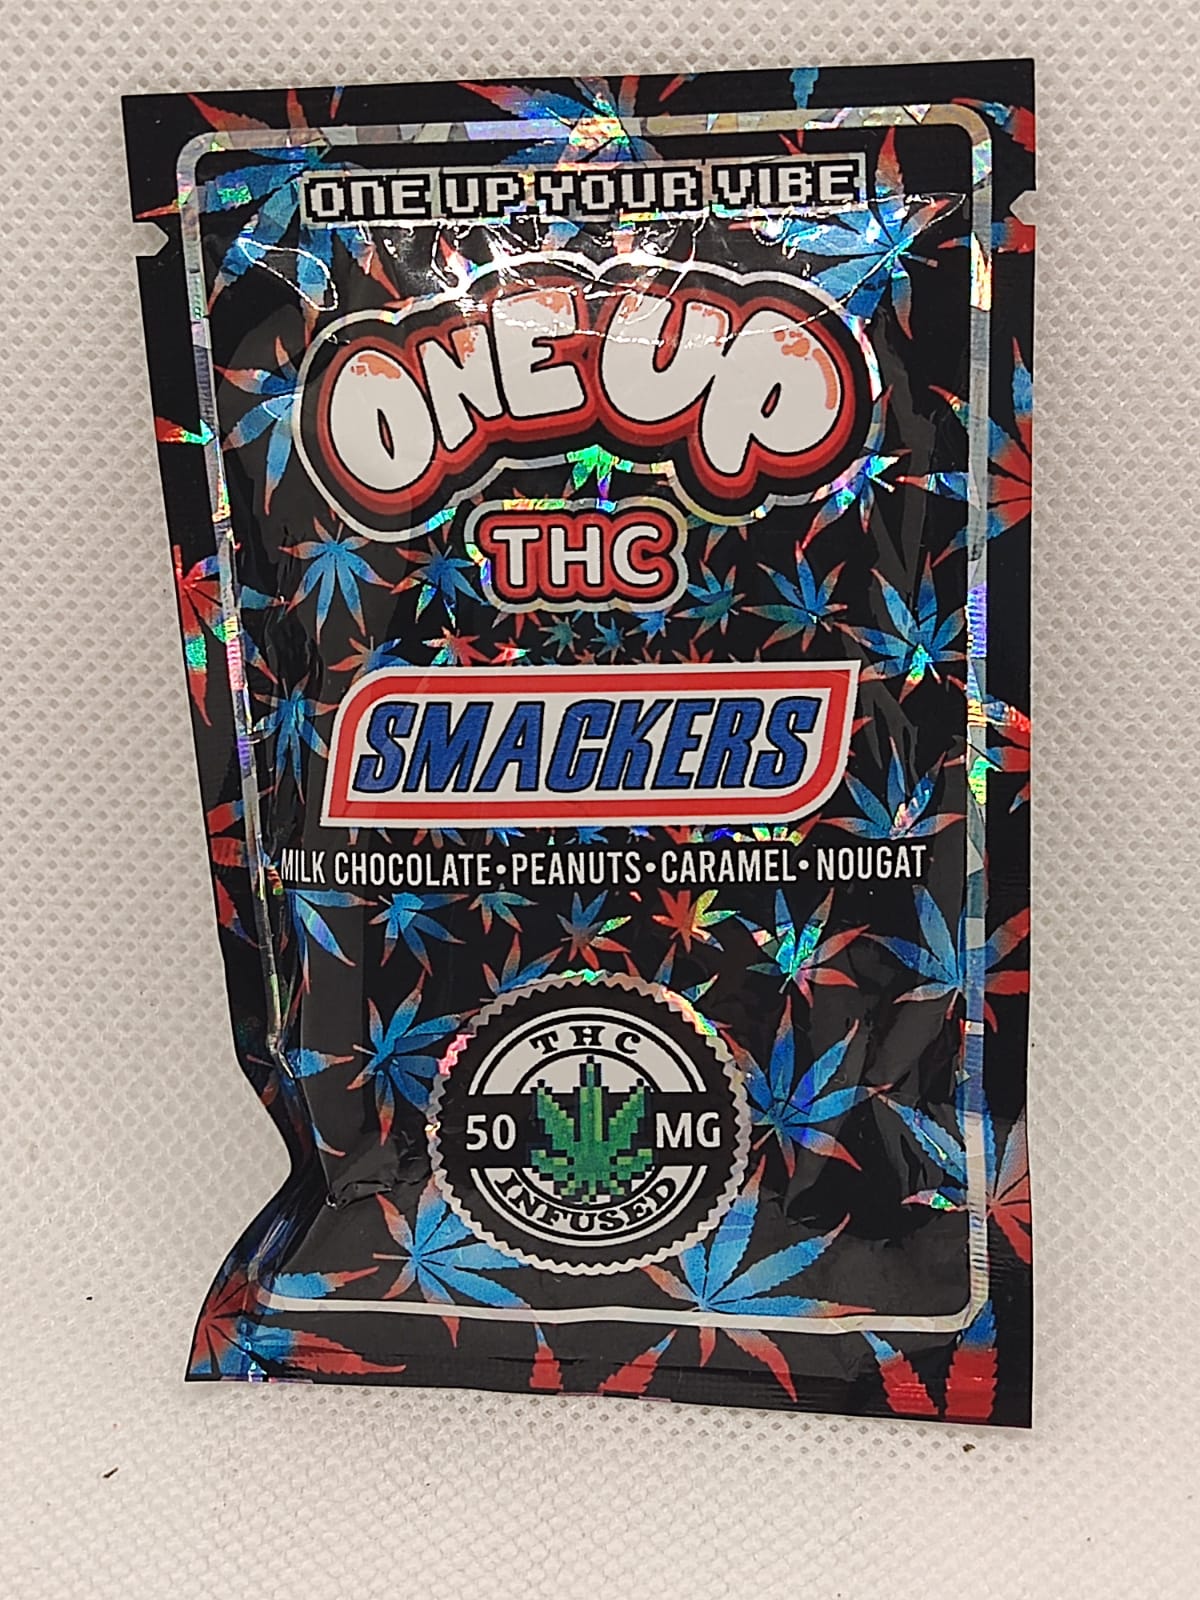 ONE UP YOUR VIBE
ONE UP
THC
SMACKERS
MILK CHOCOLATE•PEANUTS•CARAMEL•NOUGAT
THC
50 MG
INFUSED